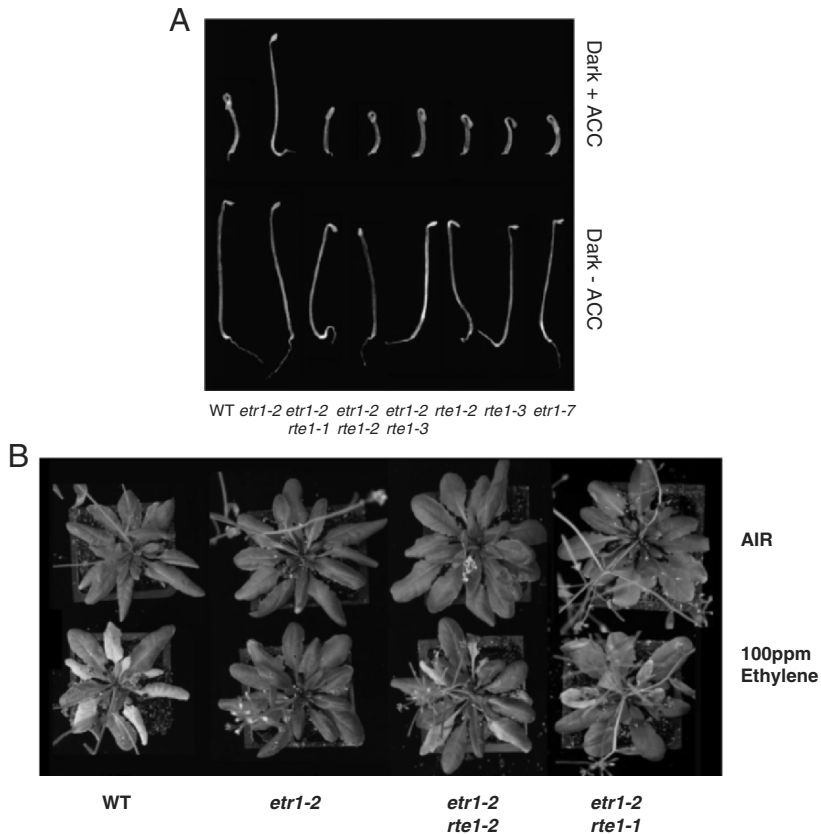 A
Dark + ACC
Dark - ACC
WT etr1-2 etr1-2 etr1-2 etr1-2 rte1-2 rte1-3 etr1-7
rte1-1 rte1-2 rte1-3
B
AIR
100ppm
Ethylene
WT etr1-2 etr1-2 etr1-2
rte1-2 rte1-1